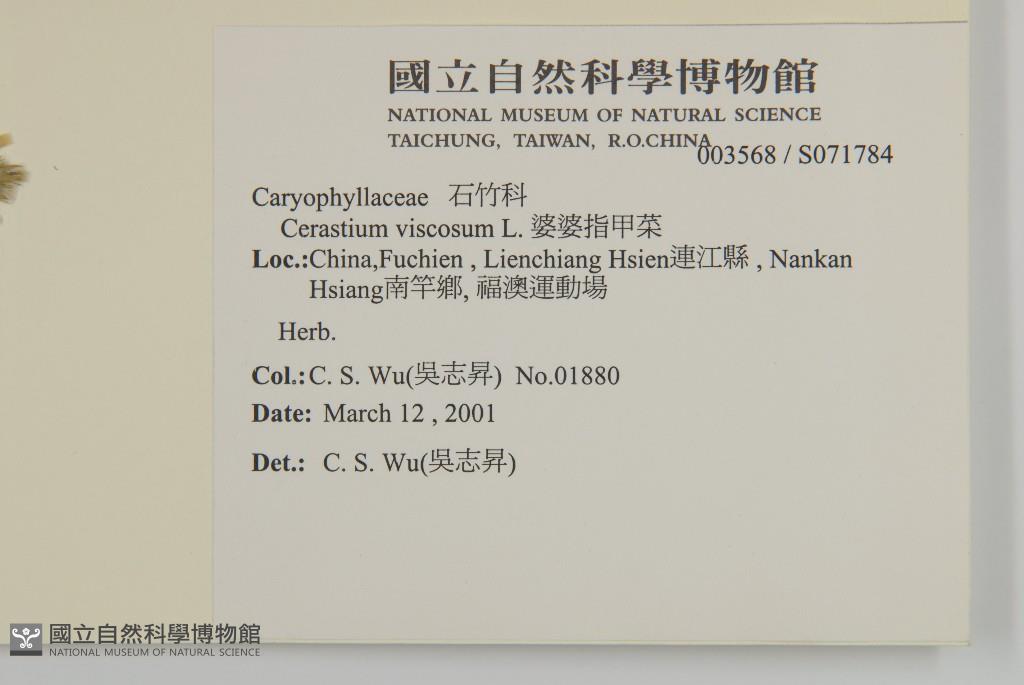 國立自然科學博物館
NATIONAL MUSEUM OF NATURAL SCIENCE
TAICHUNG, TAIWAN, R.O.CHINA
003568 / S071784
Caryophyllaceae 石竹科
Cerastium viscosum L. 婆婆指甲菜
Loc.:China,Fuchien , Lienchiang Hsien連江縣 , Nankan
Hsiang南竿鄉, 福澳運動場
Herb.
Col.: C. S. Wu(吳志昇) No.01880
Date: March 12 , 2001
Det.: C. S. Wu(吳志昇)
國立自然科學博物館
NATIONAL MUSEUM OF NATURAL SCIENCE